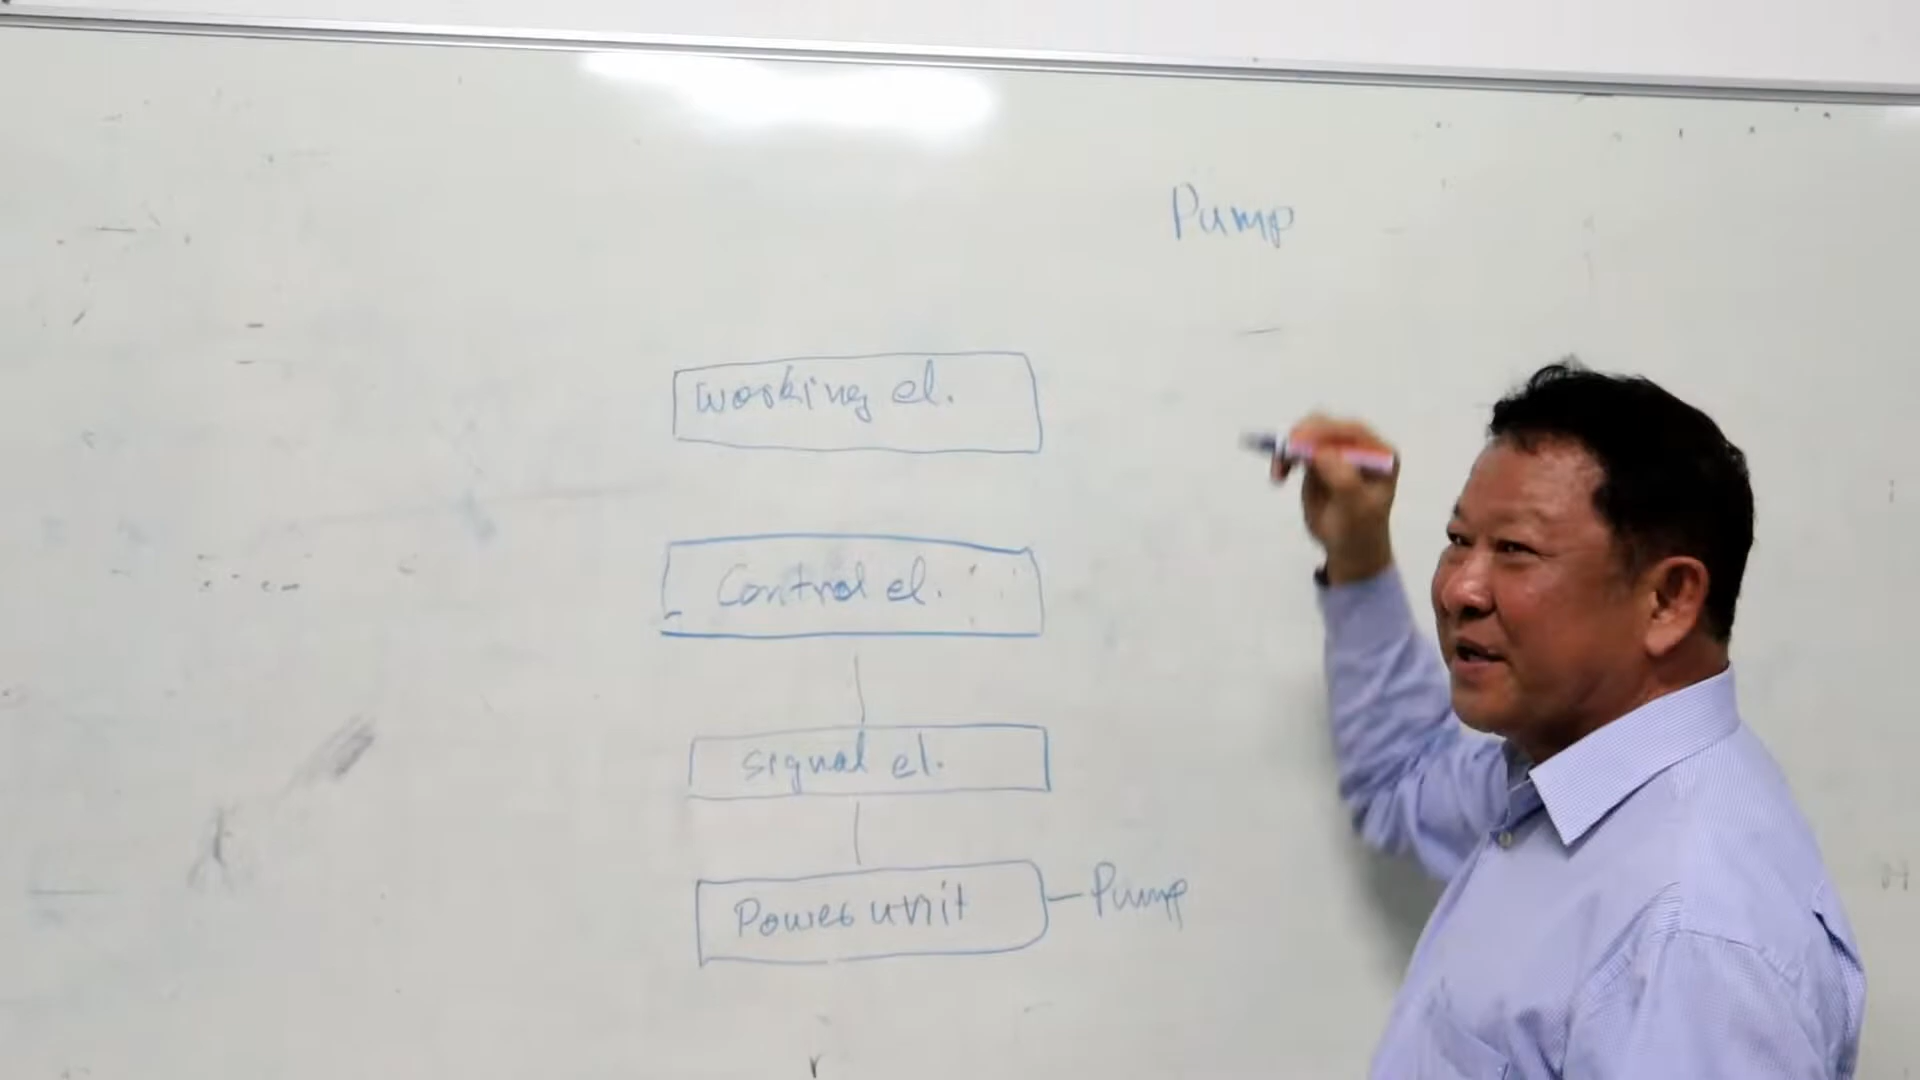 Pump
working el.
Control el.
signal el.
Power unit - Pump